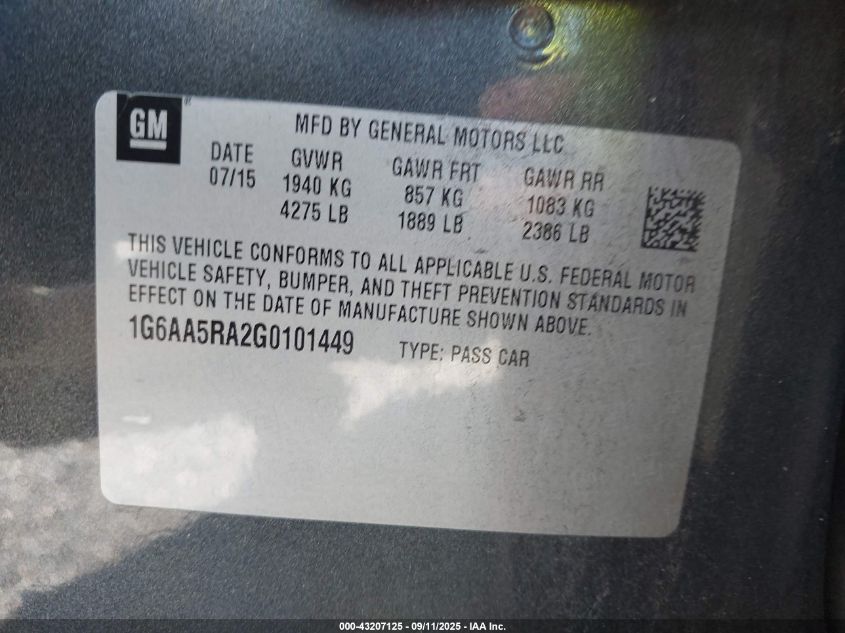 GM
®
MFD BY GENERAL MOTORS LLC
DATE GVWR GAWR FRT GAWR RR
07/15 1940 KG 857 KG 1083 KG
4275 LB 1889 LB 2386 LB
THIS VEHICLE CONFORMS TO ALL APPLICABLE U.S. FEDERAL MOTOR
VEHICLE SAFETY, BUMPER, AND THEFT PREVENTION STANDARDS IN
EFFECT ON THE DATE OF MANUFACTURE SHOWN ABOVE.
1G6AA5RA2G0101449 TYPE: PASS CAR
000-43207125 - 09/11/2025 - IAA Inc.